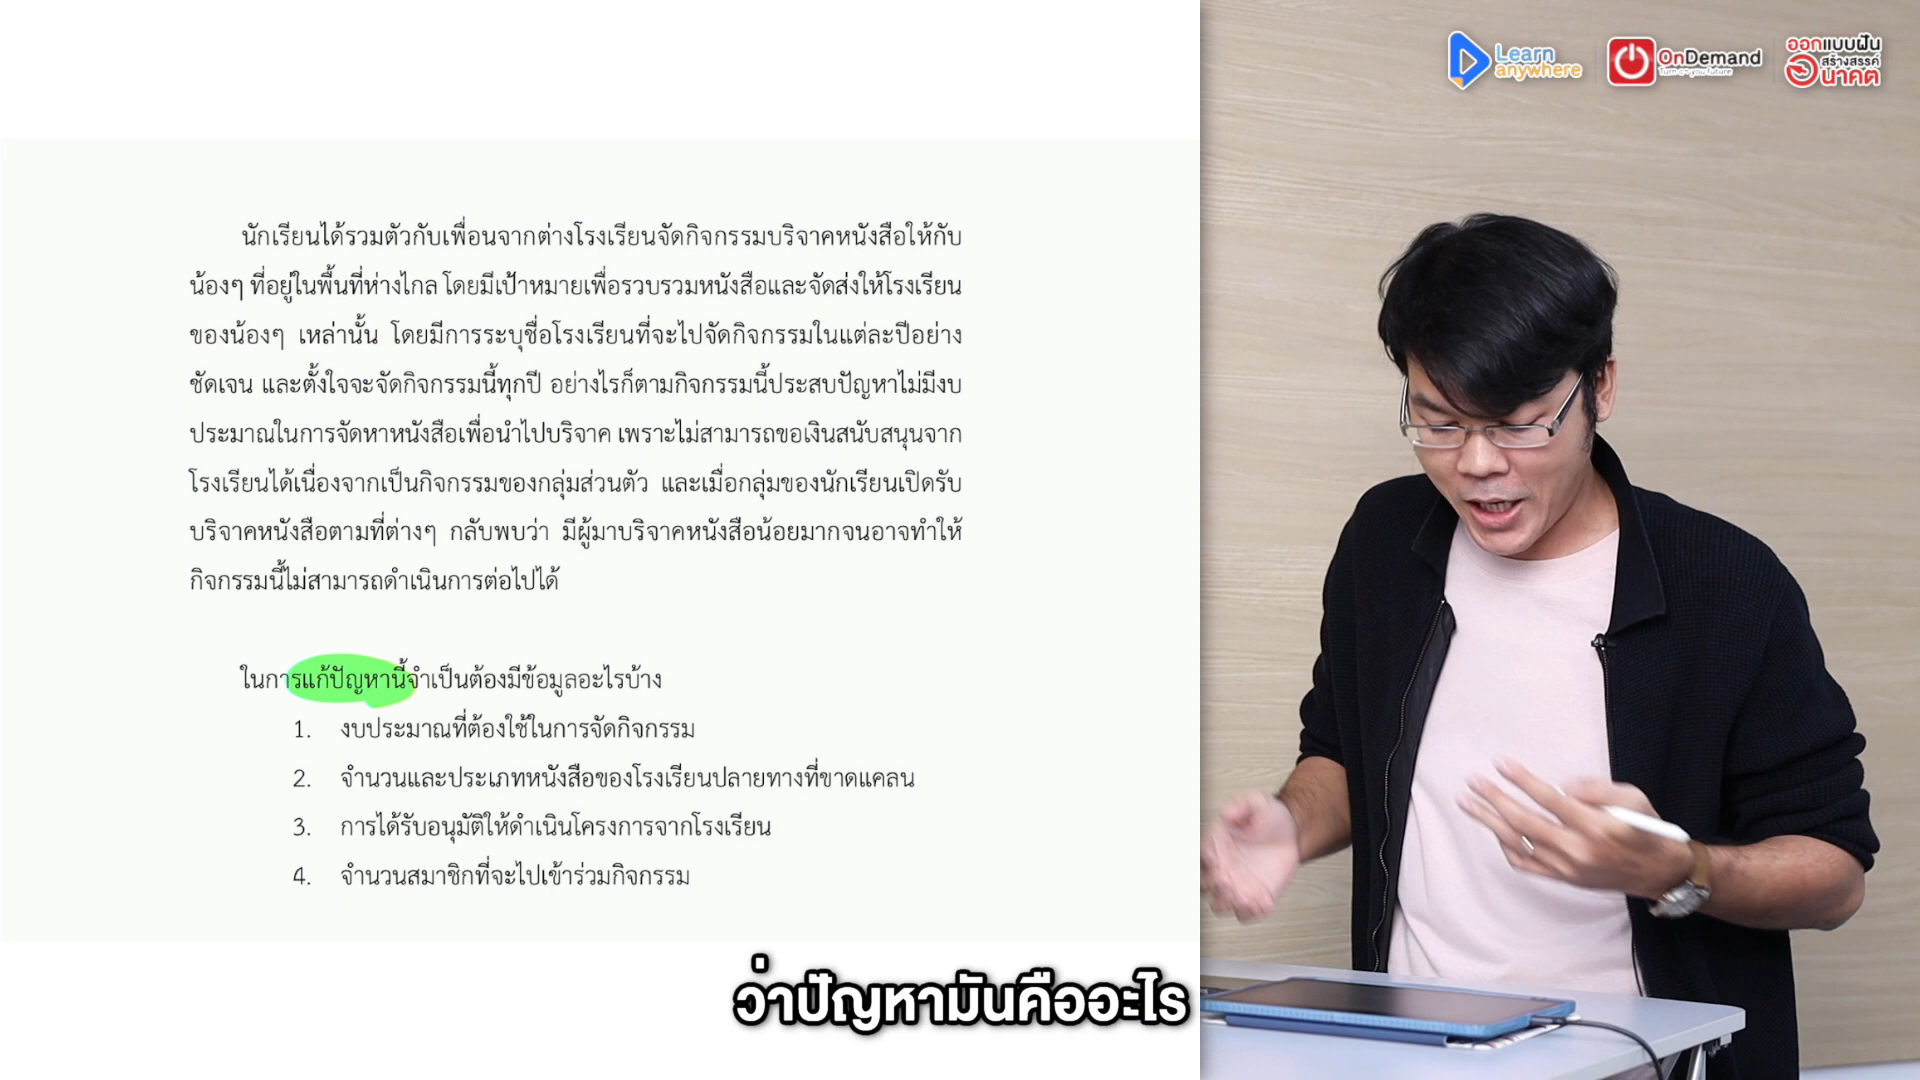 Learn
anywhere
OnDemand
ออกแบบฝัน
สร้างสรรค์
อนาคต
นักเรียนได้รวมตัวกับเพื่อนจากต่างโรงเรียนจัดกิจกรรมบริจาคหนังสือให้กับ
น้องๆ ที่อยู่ในพื้นที่ห่างไกล โดยมีเป้าหมายเพื่อรวบรวมหนังสือและจัดส่งให้โรงเรียน
ของน้องๆ เหล่านั้น โดยมีการระบุชื่อโรงเรียนที่จะไปจัดกิจกรรมในแต่ละปีอย่าง
ชัดเจน และตั้งใจจะจัดกิจกรรมนี้ทุกปี อย่างไรก็ตามกิจกรรมนี้ประสบปัญหาไม่มีงบ
ประมาณในการจัดหาหนังสือเพื่อนำไปบริจาค เพราะไม่สามารถขอเงินสนับสนุนจาก
โรงเรียนได้เนื่องจากเป็นกิจกรรมของกลุ่มส่วนตัว และเมื่อกลุ่มของนักเรียนเปิดรับ
บริจาคหนังสือตามที่ต่างๆ กลับพบว่า มีผู้มาบริจาคหนังสือน้อยมากจนอาจทำให้
กิจกรรมนี้ไม่สามารถดำเนินการต่อไปได้
ในการแก้ปัญหานี้จำเป็นต้องมีข้อมูลอะไรบ้าง
1. งบประมาณที่ต้องใช้ในการจัดกิจกรรม
2. จำนวนและประเภทหนังสือของโรงเรียนปลายทางที่ขาดแคลน
3. การได้รับอนุมัติให้ดำเนินโครงการจากโรงเรียน
4. จำนวนสมาชิกที่จะไปเข้าร่วมกิจกรรม
ว่าปัญหามันคืออะไร